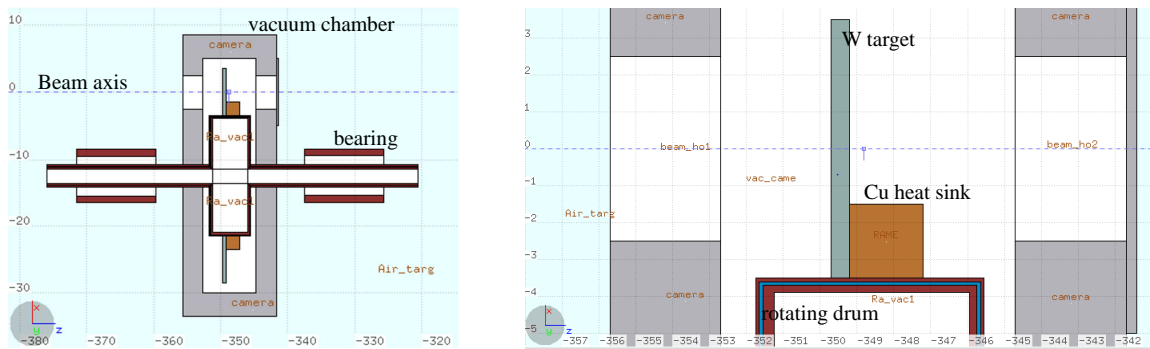 vacuum chamber
camera
Beam axis
Ra_vac1
bearing
Ra_vac1
Air_targ
camera
10
0
-10
-20
-30
x
y
z
-380
-370
-360
-350
-340
-330
-320
camera
camera
W target
beam_ho1
beam_ho2
vac_came
Cu heat sink
Air_targ
RAME
camera
camera
Ra_vac1
rotating drum
3
2
1
0
-1
-2
-3
-4
-5
x
y
z
-357
-356
-355
-354
-353
-352
-351
-350
-349
-348
-347
-346
-345
-344
-343
-342